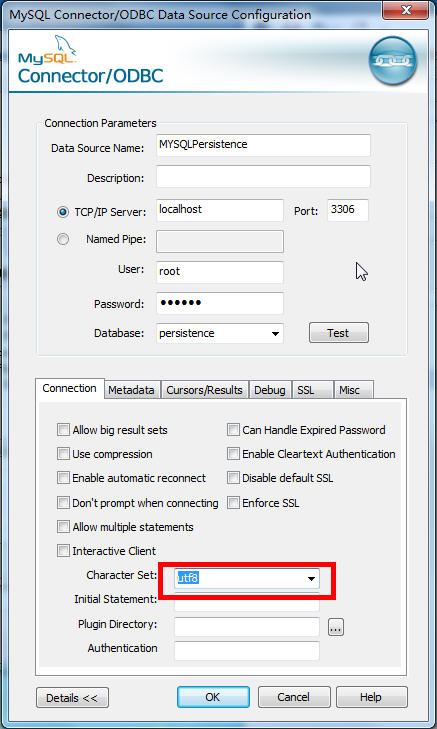 MySQL Connector/ODBC Data Source Configuration
MySQL
Connector/ODBC
Connection Parameters
Data Source Name: MYSQLPersistence
Description:
TCP/IP Server: localhost Port: 3306
Named Pipe:
User: root
Password: ••••••
Database: persistence Test
Connection Metadata Cursors/Results Debug SSL Misc
Allow big result sets Can Handle Expired Password
Use compression Enable Cleartext Authentication
Enable automatic reconnect Disable default SSL
Don't prompt when connecting Enforce SSL
Allow multiple statements
Interactive Client
Character Set: utf8
Initial Statement:
Plugin Directory: ...
Authentication
Details << OK Cancel Help